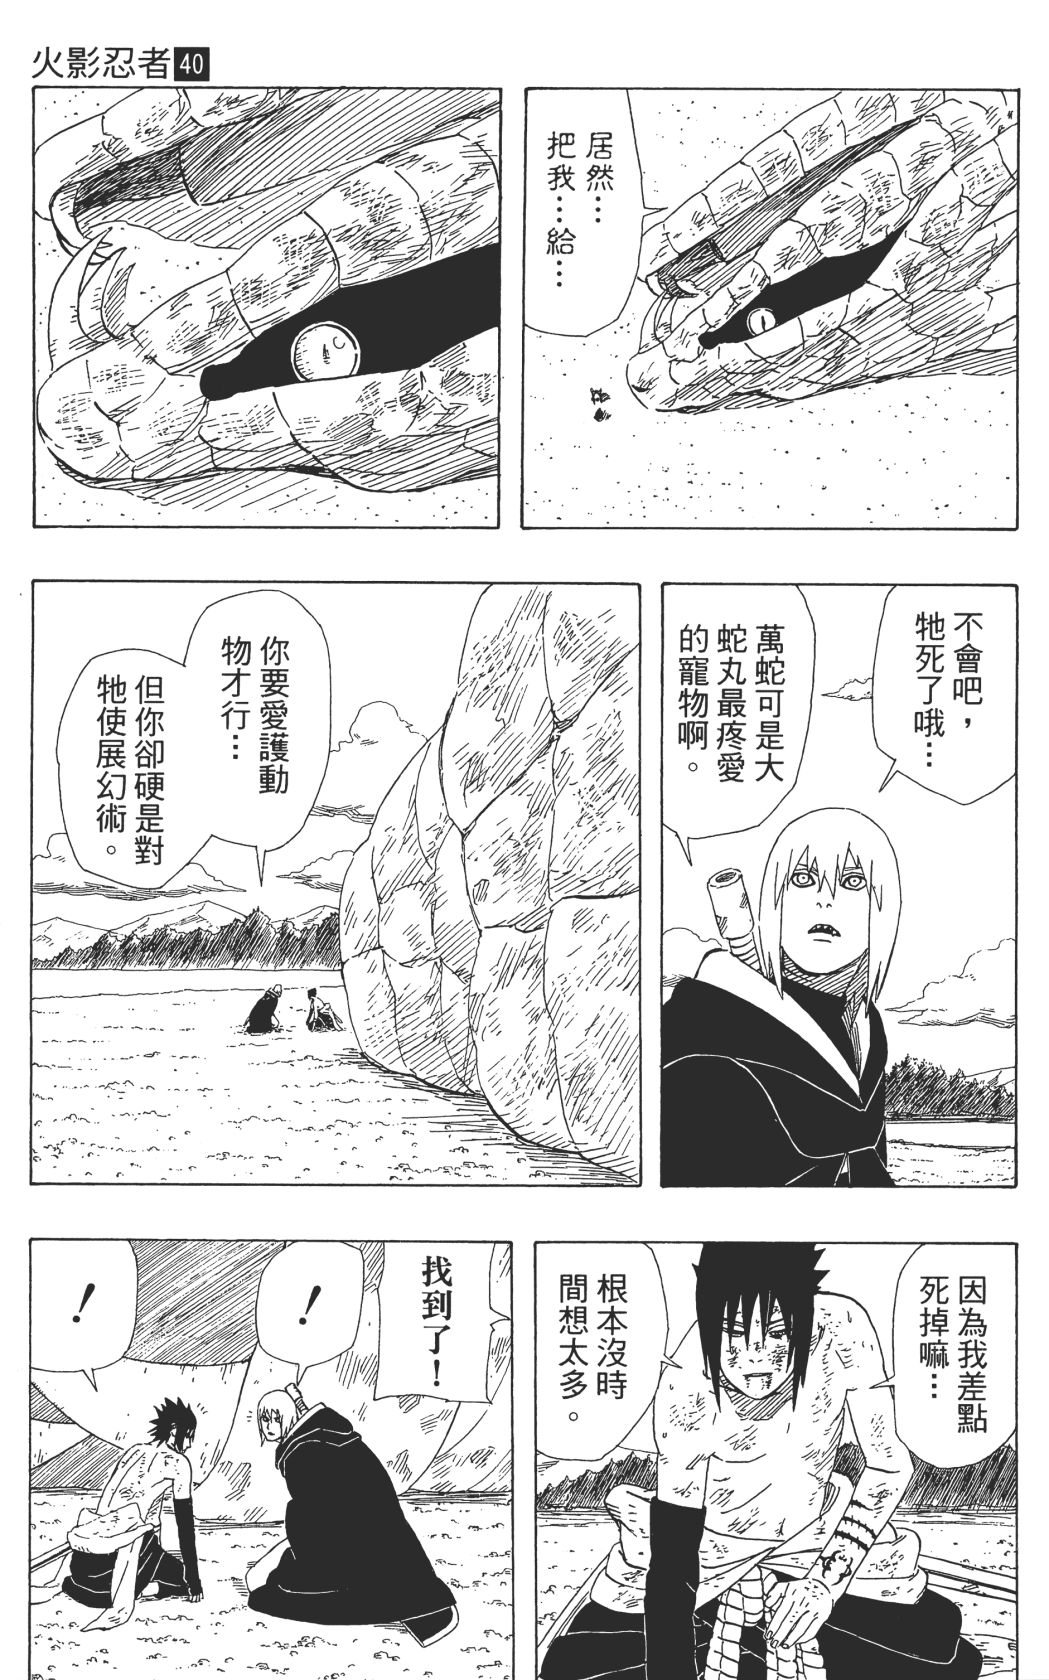 火影忍者40
居然⋯
把我⋯給⋯
不會吧，
牠死了哦⋯
萬蛇可是大
蛇丸最疼愛
的寵物啊。
你要愛護動
物才行⋯
但你卻硬是對
牠使展幻術。
因為我差點
死掉嘛⋯
根本沒時
間想太多。
找到了！
！
！